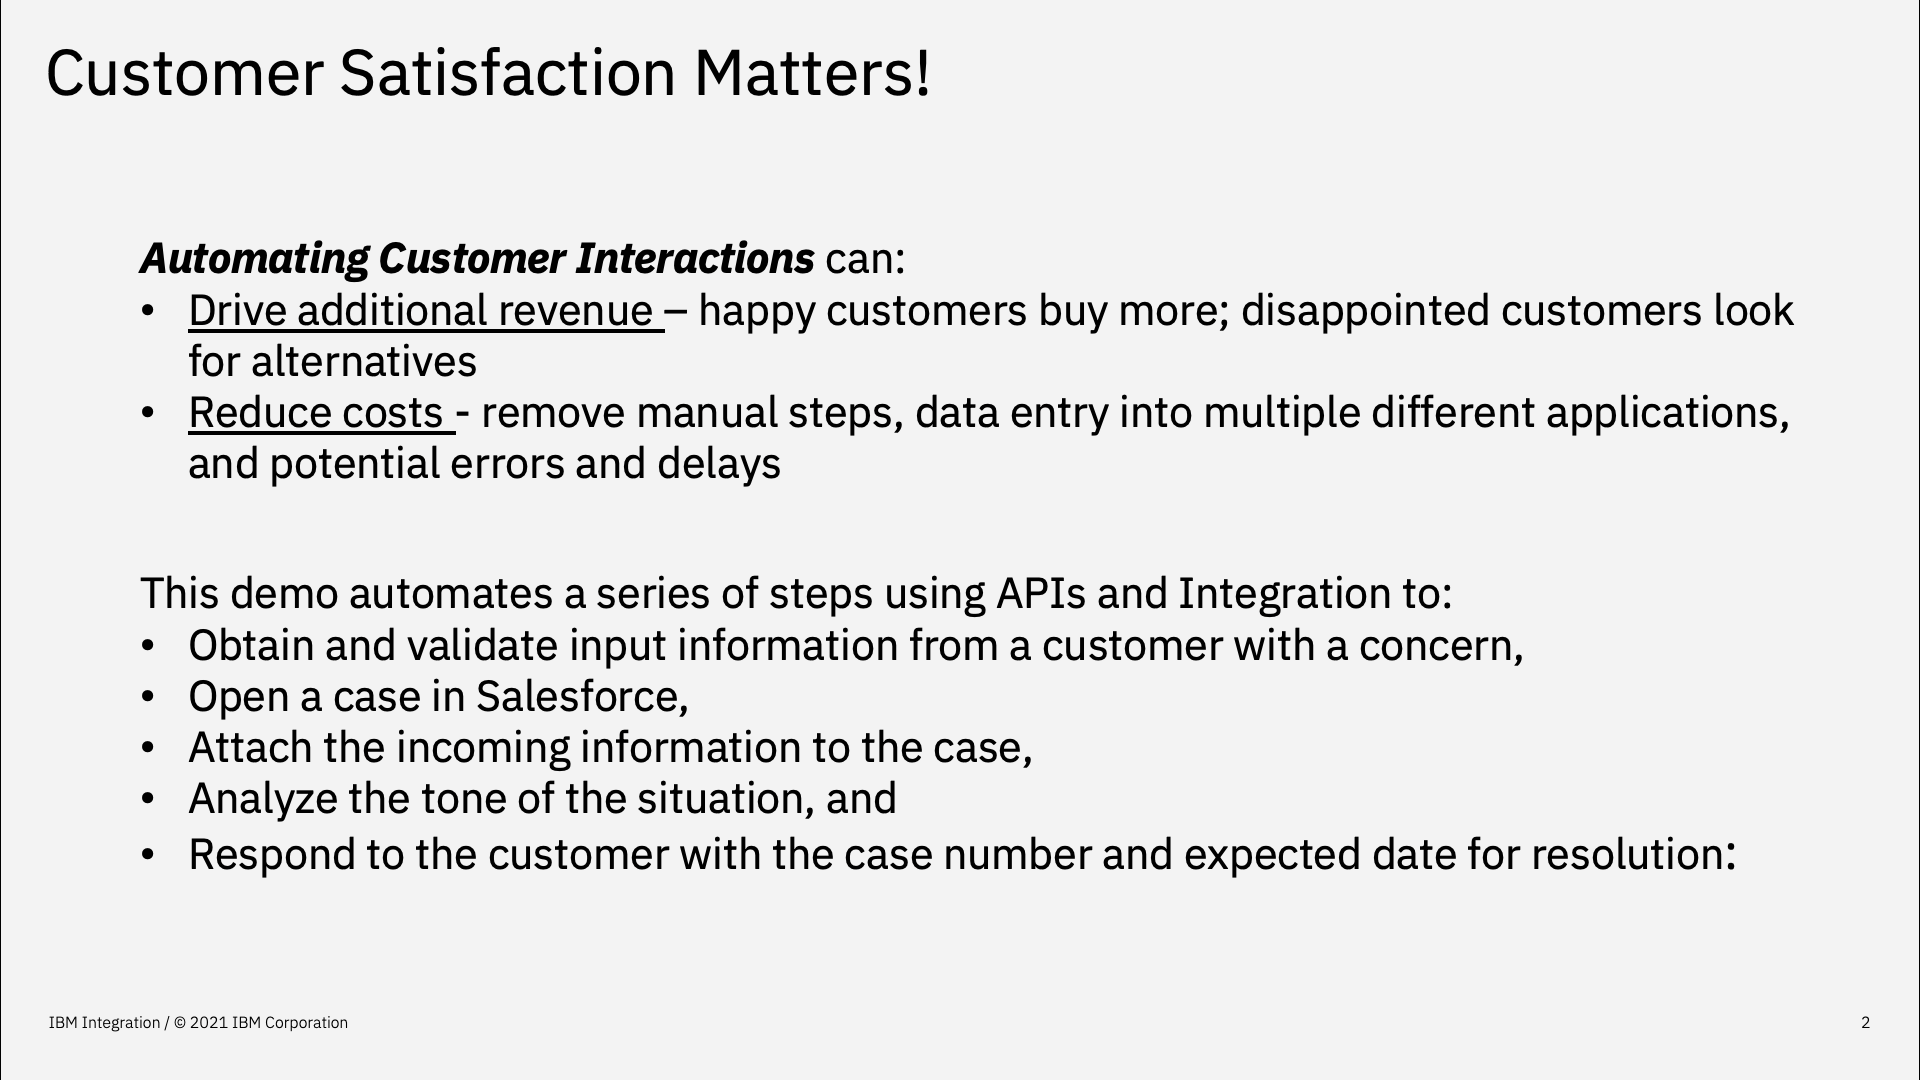 Customer Satisfaction Matters!
Automating Customer Interactions can:
• Drive additional revenue – happy customers buy more; disappointed customers look
for alternatives
• Reduce costs - remove manual steps, data entry into multiple different applications,
and potential errors and delays
This demo automates a series of steps using APIs and Integration to:
• Obtain and validate input information from a customer with a concern,
• Open a case in Salesforce,
• Attach the incoming information to the case,
• Analyze the tone of the situation, and
• Respond to the customer with the case number and expected date for resolution:
IBM Integration / © 2021 IBM Corporation
2